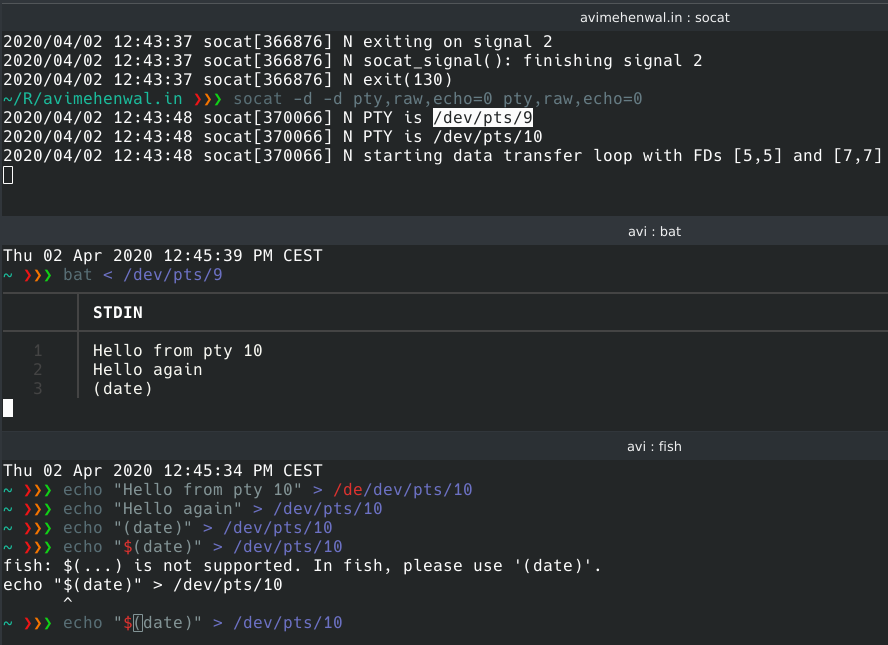 avimehenwal.in : socat
2020/04/02 12:43:37 socat[366876] N exiting on signal 2
2020/04/02 12:43:37 socat[366876] N socat_signal(): finishing signal 2
2020/04/02 12:43:37 socat[366876] N exit(130)
~/R/avimehenwal.in ❯❯❯ socat -d -d pty,raw,echo=0 pty,raw,echo=0
2020/04/02 12:43:48 socat[370066] N PTY is /dev/pts/9
2020/04/02 12:43:48 socat[370066] N PTY is /dev/pts/10
2020/04/02 12:43:48 socat[370066] N starting data transfer loop with FDs [5,5] and [7,7]
avi : bat
Thu 02 Apr 2020 12:45:39 PM CEST
~ ❯❯❯ bat < /dev/pts/9
STDIN
1 Hello from pty 10
2 Hello again
3 (date)
avi : fish
Thu 02 Apr 2020 12:45:34 PM CEST
~ ❯❯❯ echo "Hello from pty 10" > /de/dev/pts/10
~ ❯❯❯ echo "Hello again" > /dev/pts/10
~ ❯❯❯ echo "(date)" > /dev/pts/10
~ ❯❯❯ echo "$(date)" > /dev/pts/10
fish: $(...) is not supported. In fish, please use '(date)'.
echo "$(date)" > /dev/pts/10
^
~ ❯❯❯ echo "$(date)" > /dev/pts/10